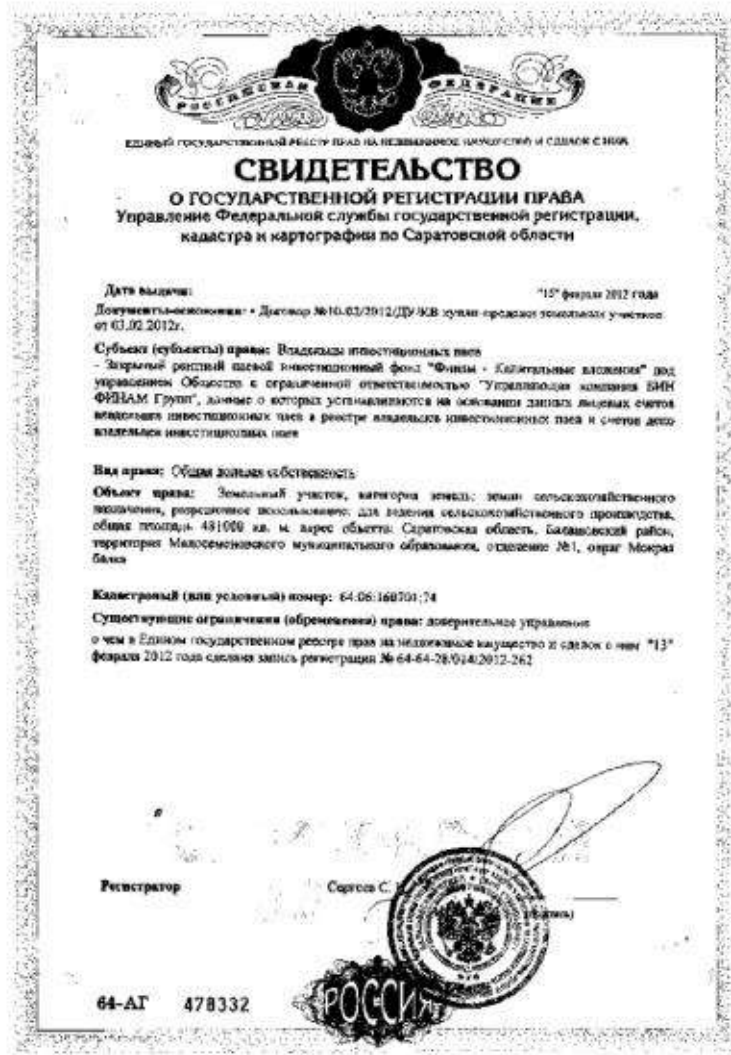 РОССИЙСКАЯ ФЕДЕРАЦИЯ
ЕДИНЫЙ ГОСУДАРСТВЕННЫЙ РЕЕСТР ПРАВ НА НЕДВИЖИМОЕ ИМУЩЕСТВО И СДЕЛОК С НИМ
СВИДЕТЕЛЬСТВО
О ГОСУДАРСТВЕННОЙ РЕГИСТРАЦИИ ПРАВА
Управление Федеральной службы государственной регистрации,
кадастра и картографии по Саратовской области
Дата выдачи: "15" февраля 2012 года
Документы-основания: • Договор №10-02/2012/ДУ-КВ купли-продажи земельных участков
от 03.02.2012г.
Субъект (субъекты) права: Владельцы инвестиционных паев
- Закрытый рентный паевой инвестиционный фонд "Финам - Капитальные вложения" под
управлением Общества с ограниченной ответственностью "Управляющая компания БИН
ФИНАМ Групп", данные о которых устанавливаются на основании данных лицевых счетов
владельцев инвестиционных паев в реестре владельцев инвестиционных паев и счетов депо
владельцев инвестиционных паев
Вид права: Общая долевая собственность
Объект права: Земельный участок, категория земель: земли сельскохозяйственного
назначения, разрешенное использование: для ведения сельскохозяйственного производства,
общая площадь 481000 кв. м, адрес объекта: Саратовская область, Балашовский район,
территория Малосеменовского муниципального образования, отделение №1, овраг Мокрая
балка
Кадастровый (или условный) номер: 64:06:160701:74
Существующие ограничения (обременения) права: доверительное управление
о чем в Едином государственном реестре прав на недвижимое имущество и сделок с ним "13"
февраля 2012 года сделана запись регистрации № 64-64-28/014/2012-262
Регистратор Сергеев С.
(подпись)
64-АГ 478332
РОССИЯ